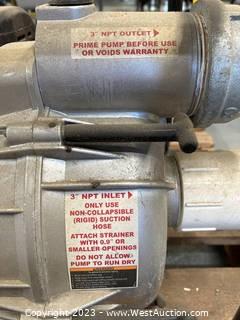 3" NPT OUTLET
PRIME PUMP BEFORE USE
OR VOIDS WARRANTY
3" NPT INLET
ONLY USE
NON-COLLAPSIBLE
(RIGID) SUCTION
HOSE
ATTACH STRAINER
WITH 0.9" OR
SMALLER OPENINGS
DO NOT ALLOW
PUMP TO RUN DRY
Copyright © 2023 - www.WestAuction.com